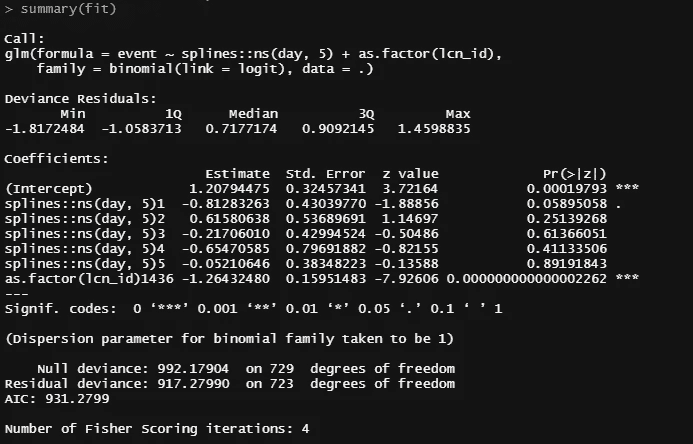 > summary(fit)
Call:
glm(formula = event ~ splines::ns(day, 5) + as.factor(lcn_id),
family = binomial(link = logit), data = .)
Deviance Residuals:
Min 1Q Median 3Q Max
-1.8172484 -1.0583713 0.7177174 0.9092145 1.4598835
Coefficients:
Estimate Std. Error z value Pr(>|z|)
(Intercept) 1.20794475 0.32457341 3.72164 0.00019793 ***
splines::ns(day, 5)1 -0.81283263 0.43039770 -1.88856 0.05895058 .
splines::ns(day, 5)2 0.61580638 0.53689691 1.14697 0.25139268
splines::ns(day, 5)3 -0.21706010 0.42994524 -0.50486 0.61366051
splines::ns(day, 5)4 -0.65470585 0.79691882 -0.82155 0.41133506
splines::ns(day, 5)5 -0.05210646 0.38348223 -0.13588 0.89191843
as.factor(lcn_id)1436 -1.26432480 0.15951483 -7.92606 0.000000000000002262 ***
---
Signif. codes: 0 ‘***’ 0.001 ‘**’ 0.01 ‘*’ 0.05 ‘.’ 0.1 ‘ ’ 1
(Dispersion parameter for binomial family taken to be 1)
Null deviance: 992.17904 on 729 degrees of freedom
Residual deviance: 917.27990 on 723 degrees of freedom
AIC: 931.2799
Number of Fisher Scoring iterations: 4